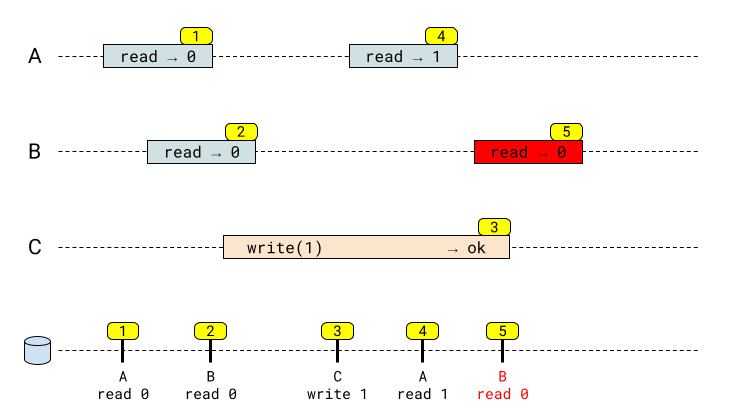 1 4
A read → 0 read → 1
2 5
B read → 0 read → 0
3
C write(1) → ok
1 2 3 4 5
A B C A B
read 0 read 0 write 1 read 1 read 0